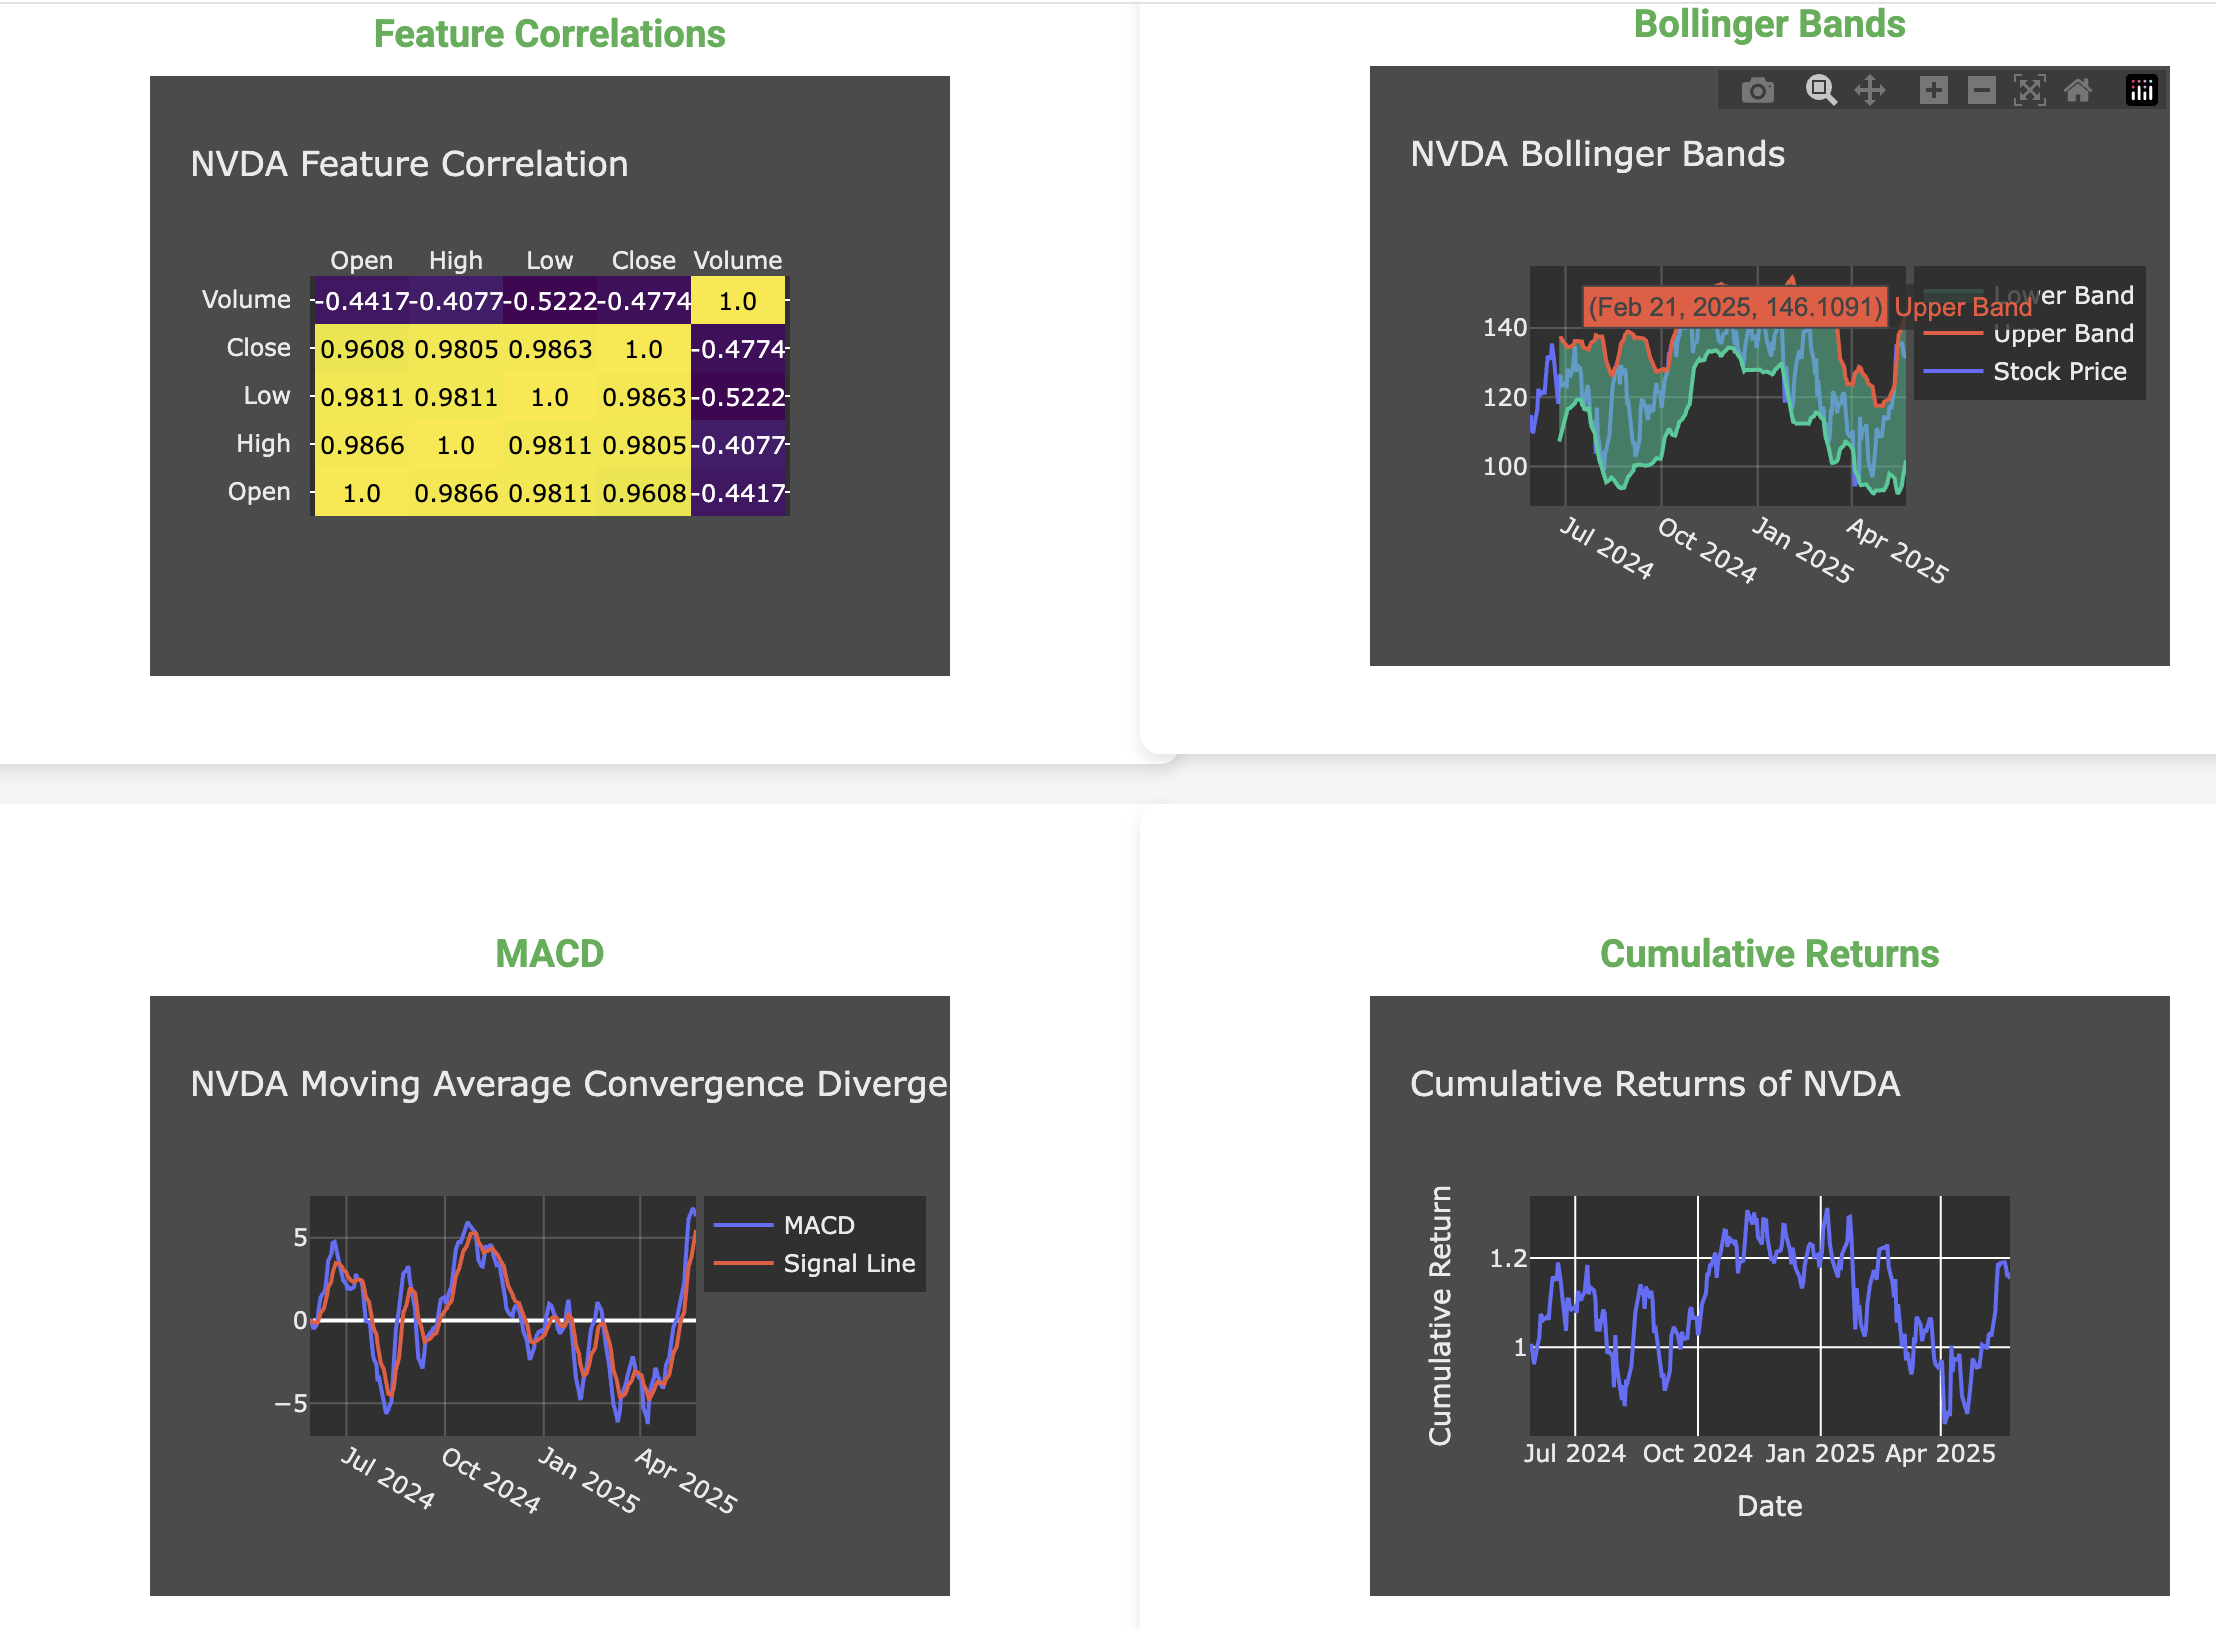 Feature Correlations
NVDA Feature Correlation
Open High Low Close Volume
Volume -0.4417 -0.4077 -0.5222 -0.4774 1.0
Close 0.9608 0.9805 0.9863 1.0 -0.4774
Low 0.9811 0.9811 1.0 0.9863 -0.5222
High 0.9866 1.0 0.9811 0.9805 -0.4077
Open 1.0 0.9866 0.9811 0.9608 -0.4417
Bollinger Bands
NVDA Bollinger Bands
(Feb 21, 2025, 146.1091) Upper Band
Lower Band
Upper Band
Stock Price
140
120
100
Jul 2024 Oct 2024 Jan 2025 Apr 2025
MACD
NVDA Moving Average Convergence Diverge
MACD
Signal Line
5
0
−5
Jul 2024 Oct 2024 Jan 2025 Apr 2025
Cumulative Returns
Cumulative Returns of NVDA
Cumulative Return
1.2
1
Jul 2024 Oct 2024 Jan 2025 Apr 2025
Date